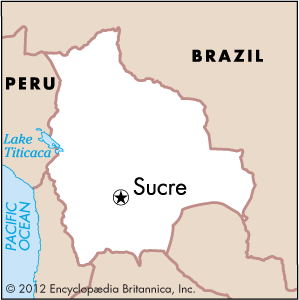 BRAZIL
PERU
Lake
Titicaca
Sucre
PACIFIC
OCEAN
© 2012 Encyclopædia Britannica, Inc.